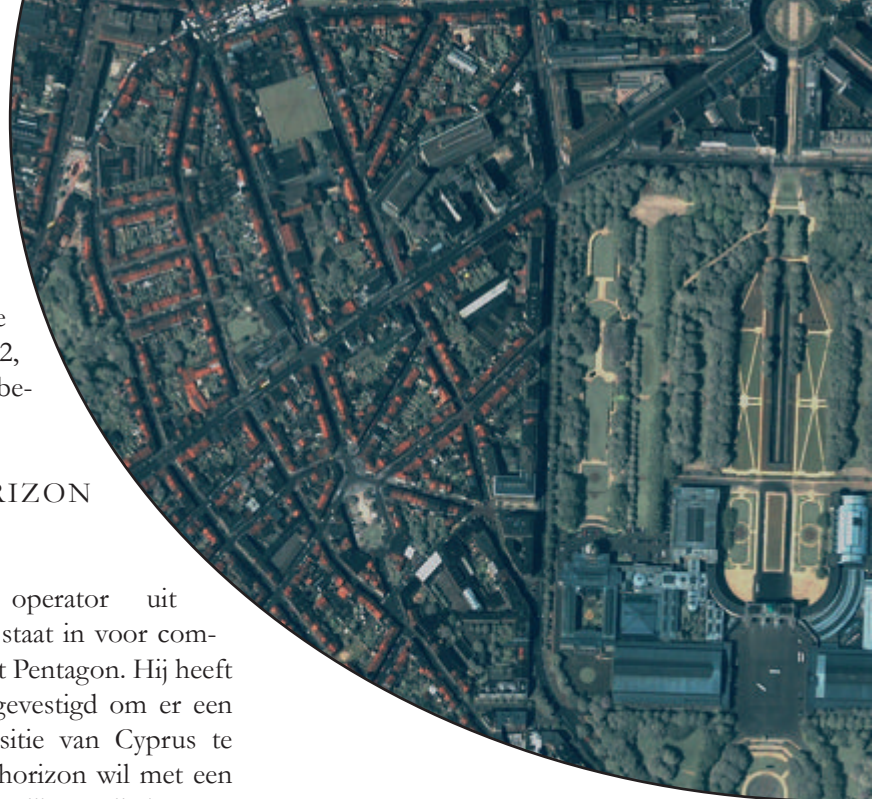 e
2,
be-
RIZON
operator uit
staat in voor com-
t Pentagon. Hij heeft
gevestigd om er een
sitie van Cyprus te
horizon wil met een